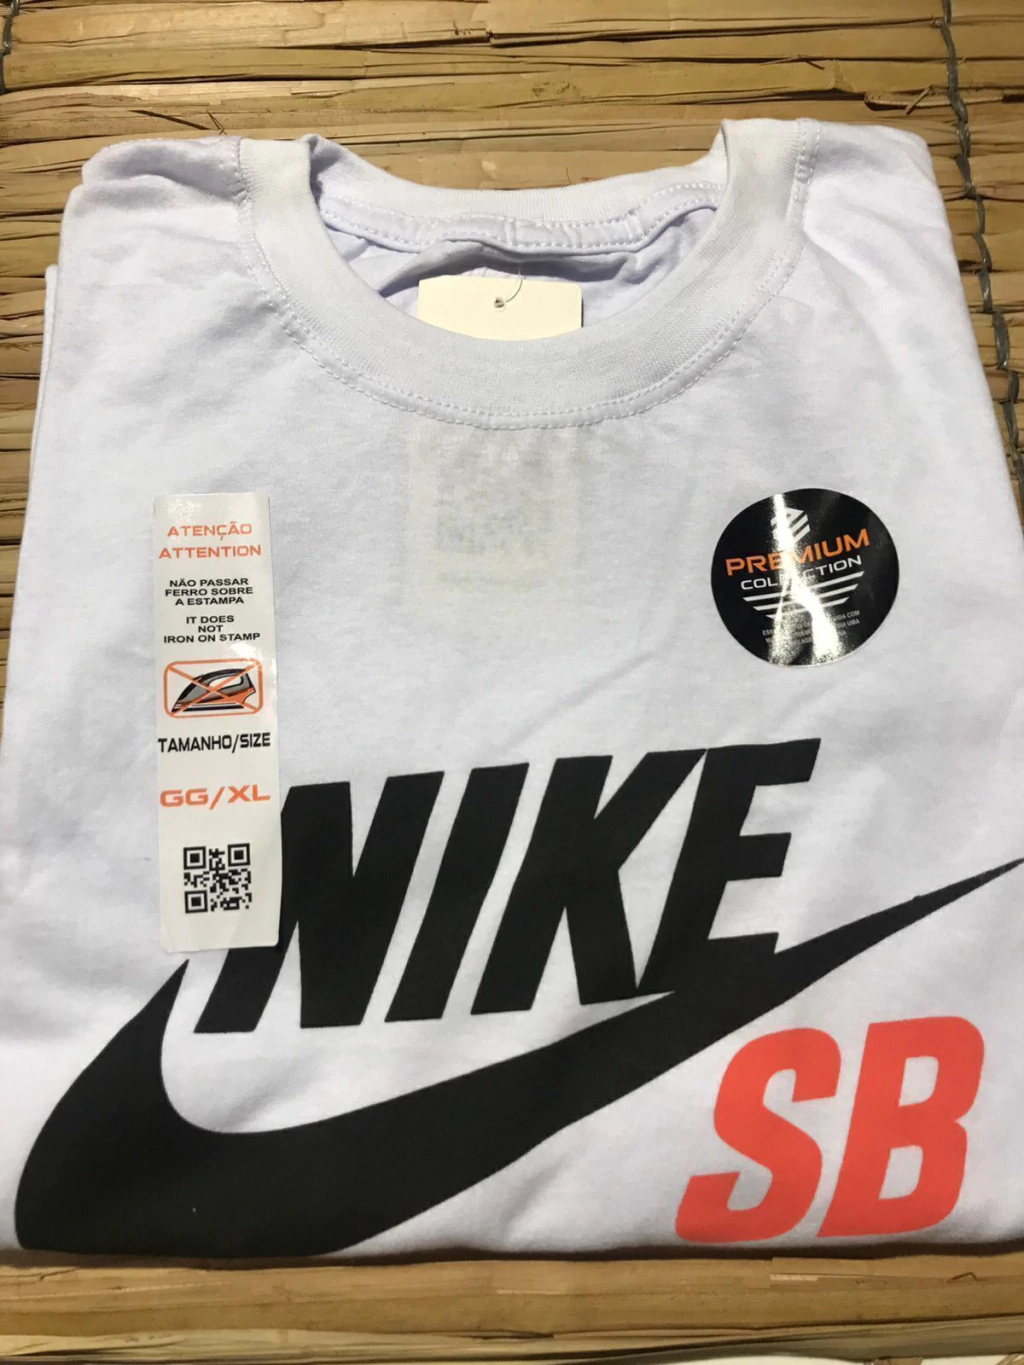 ATENÇÃO
ATTENTION
NÃO PASSAR
FERRO SOBRE
A ESTAMPA
IT DOES
NOT
IRON ON STAMP
TAMANHO/SIZE
GG/XL
PREMIUM
COLLECTION
NIKE
SB